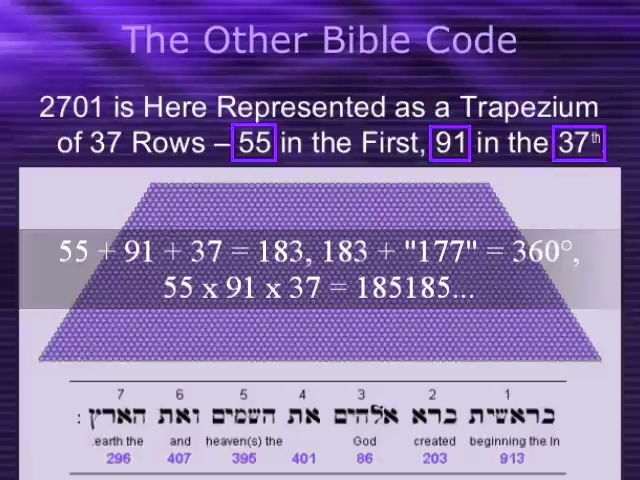 The Other Bible Code
2701 is Here Represented as a Trapezium
of 37 Rows – 55 in the First, 91 in the 37th.
55 + 91 + 37 = 183, 183 + "177" = 360°,
55 x 91 x 37 = 185185...
7 6 5 4 3 2 1
בראשית ברא אלהים את השמים ואת הארץ :
.earth the and heaven(s) the God created beginning the In
296 407 395 401 86 203 913